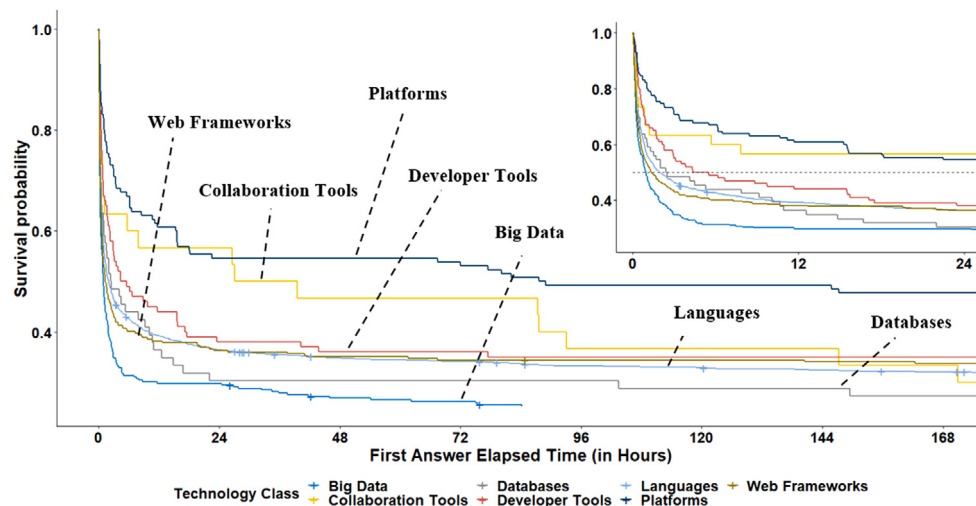 1.0
0.8
0.6
0.4
Survival probability
Platforms
Web Frameworks
Collaboration Tools
Developer Tools
Big Data
Languages
Databases
0 24 48 72 96 120 144 168
First Answer Elapsed Time (in Hours)
1.0
0.8
0.6
0.4
0 12 24
Technology Class
Big Data Databases Languages Web Frameworks
Collaboration Tools Developer Tools Platforms